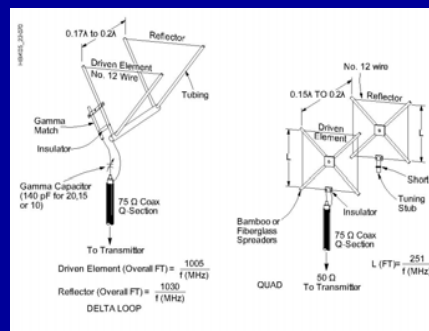 0.17λ to 0.2λ
Reflector
Driven Element
No. 12 Wire
Tubing
Gamma
Match
Insulator
Gamma Capacitor
(140 pF for 20,15
or 10)
75 Ω Coax
Q-Section
To Transmitter
Driven Element (Overall FT) = 1005
f (MHz)
Reflector (Overall FT) = 1030
f (MHz)
DELTA LOOP
No. 12 wire
Reflector
0.15λ TO 0.2λ
Driven
Element
L
L
Short
Tuning
Stub
Bamboo or
Fiberglass
Spreaders
Insulator
75 Ω Coax
Q-Section
50 Ω
To Transmitter
QUAD
L (FT)= 251
f (MHz)